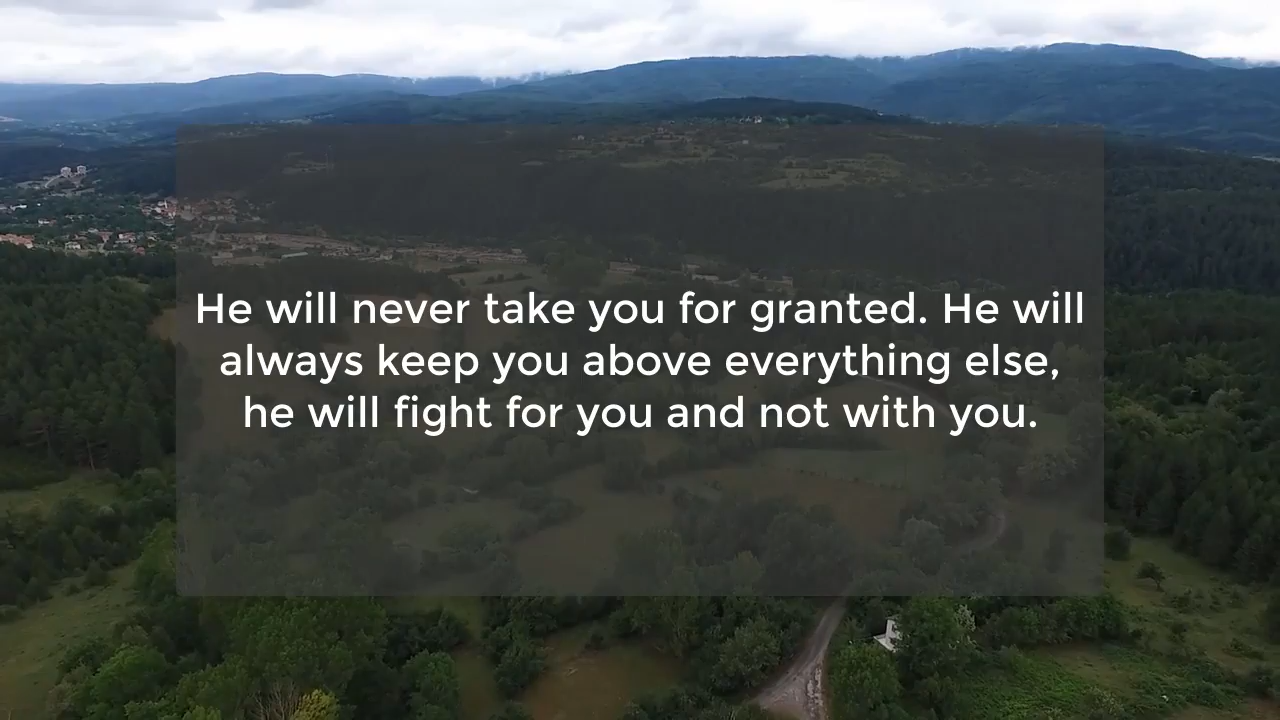 He will never take you for granted. He will
always keep you above everything else,
he will fight for you and not with you.